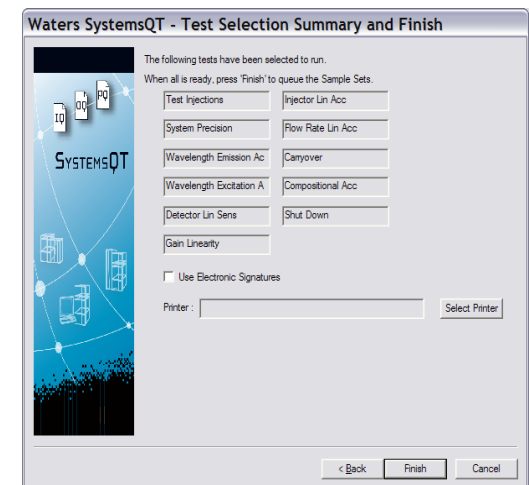 Waters SystemsQT - Test Selection Summary and Finish
The following tests have been selected to run.
When all is ready, press 'Finish' to queue the Sample Sets.
IQ OQ PQ
SYSTEMSQT
Test Injections Injector Lin Acc
System Precision Flow Rate Lin Acc
Wavelength Emission Ac Carryover
Wavelength Excitation A Compositional Acc
Detector Lin Sens Shut Down
Gain Linearity
Use Electronic Signatures
Printer : Select Printer
< Back Finish Cancel